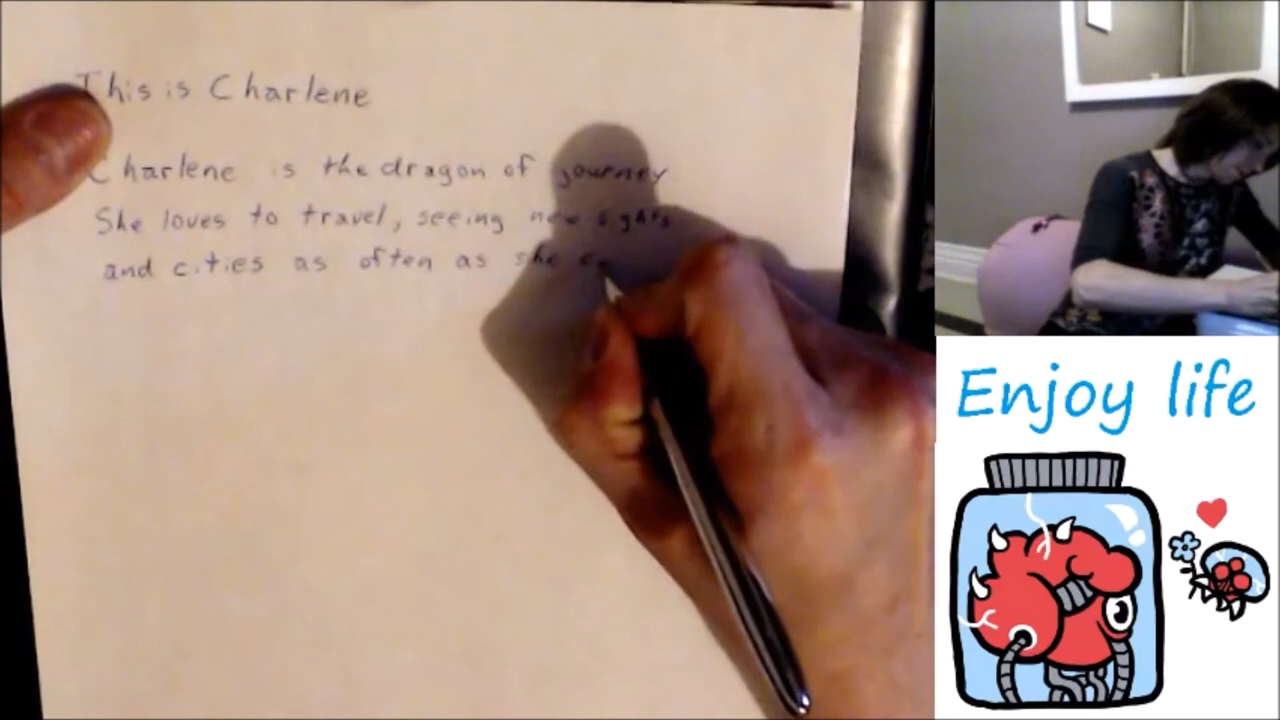 This is Charlene
Charlene is the dragon of journey
She loves to travel, seeing new sights
and cities as often as she
Enjoy life